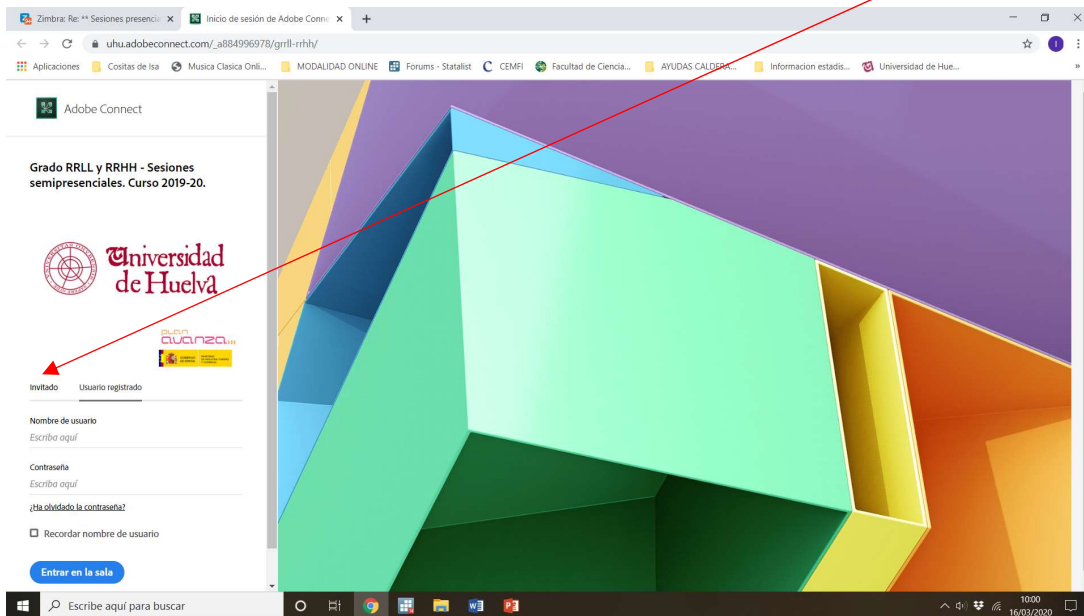 Zimbra: Re: ** Sesiones presencia
Inicio de sesión de Adobe Conne
uhu.adobeconnect.com/_a884996978/grrll-rrhh/
Aplicaciones
Cositas de Isa
Musica Clasica Onli...
MODALIDAD ONLINE
Forums - Statalist
CEMFI
Facultad de Ciencia...
AYUDAS CALDERA...
Informacion estadis...
Universidad de Hue...
Adobe Connect
Grado RRLL y RRHH - Sesiones
semipresenciales. Curso 2019-20.
Universidad
de Huelva
plan
avanza...
Invitado
Usuario registrado
Nombre de usuario
Escriba aquí
Contraseña
Escriba aquí
¿Ha olvidado la contraseña?
Recordar nombre de usuario
Entrar en la sala
Escribe aquí para buscar
10:00
16/03/2020